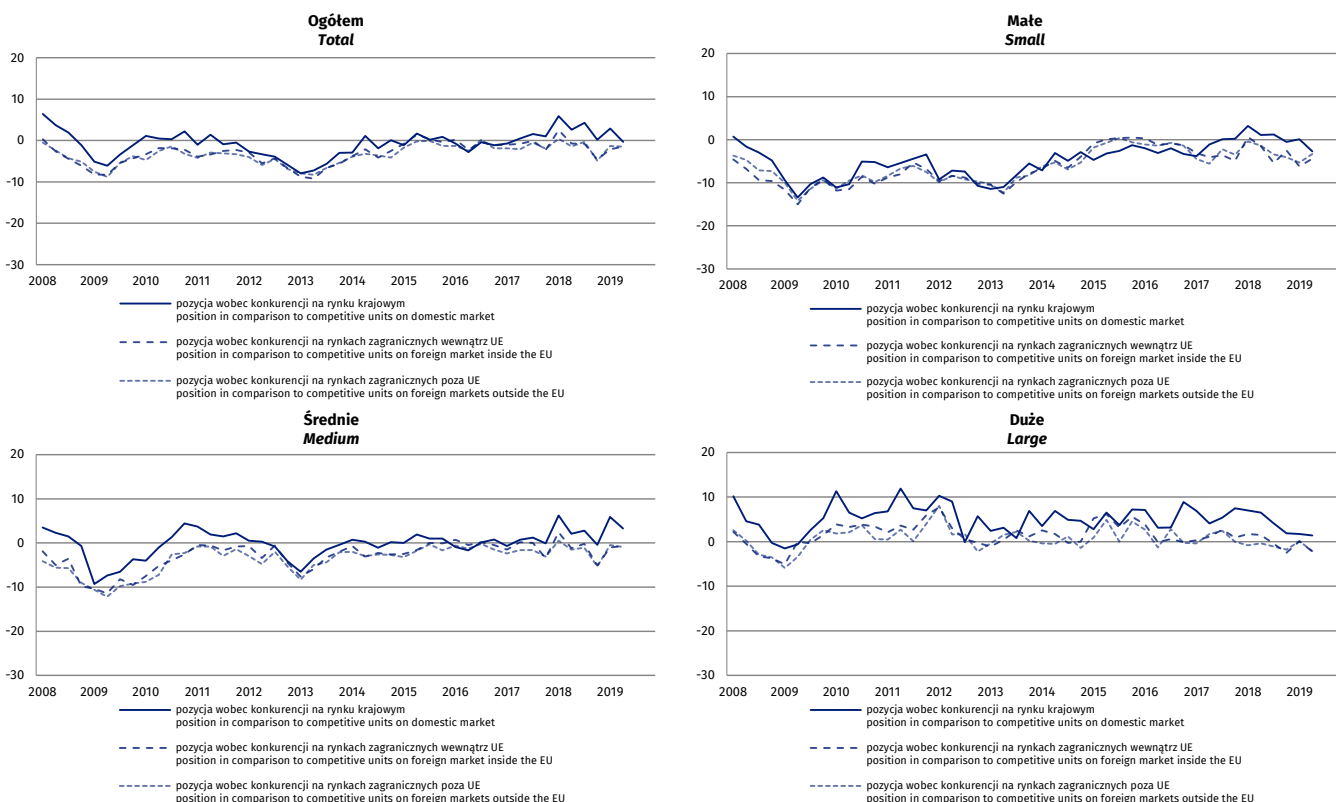 Ogółem
Total
20
10
0
-10
-20
-30
2008 2009 2010 2011 2012 2013 2014 2015 2016 2017 2018 2019
pozycja wobec konkurencji na rynku krajowym
position in comparison to competitive units on domestic market
pozycja wobec konkurencji na rynkach zagranicznych wewnątrz UE
position in comparison to competitive units on foreign market inside the EU
pozycja wobec konkurencji na rynkach zagranicznych poza UE
position in comparison to competitive units on foreign markets outside the EU
Małe
Small
20
10
0
-10
-20
-30
2008 2009 2010 2011 2012 2013 2014 2015 2016 2017 2018 2019
pozycja wobec konkurencji na rynku krajowym
position in comparison to competitive units on domestic market
pozycja wobec konkurencji na rynkach zagranicznych wewnątrz UE
position in comparison to competitive units on foreign market inside the EU
pozycja wobec konkurencji na rynkach zagranicznych poza UE
position in comparison to competitive units on foreign markets outside the EU
Średnie
Medium
20
10
0
-10
-20
-30
2008 2009 2010 2011 2012 2013 2014 2015 2016 2017 2018 2019
pozycja wobec konkurencji na rynku krajowym
position in comparison to competitive units on domestic market
pozycja wobec konkurencji na rynkach zagranicznych wewnątrz UE
position in comparison to competitive units on foreign market inside the EU
pozycja wobec konkurencji na rynkach zagranicznych poza UE
position in comparison to competitive units on foreign markets outside the EU
Duże
Large
20
10
0
-10
-20
-30
2008 2009 2010 2011 2012 2013 2014 2015 2016 2017 2018 2019
pozycja wobec konkurencji na rynku krajowym
position in comparison to competitive units on domestic market
pozycja wobec konkurencji na rynkach zagranicznych wewnątrz UE
position in comparison to competitive units on foreign market inside the EU
pozycja wobec konkurencji na rynkach zagranicznych poza UE
position in comparison to competitive units on foreign markets outside the EU